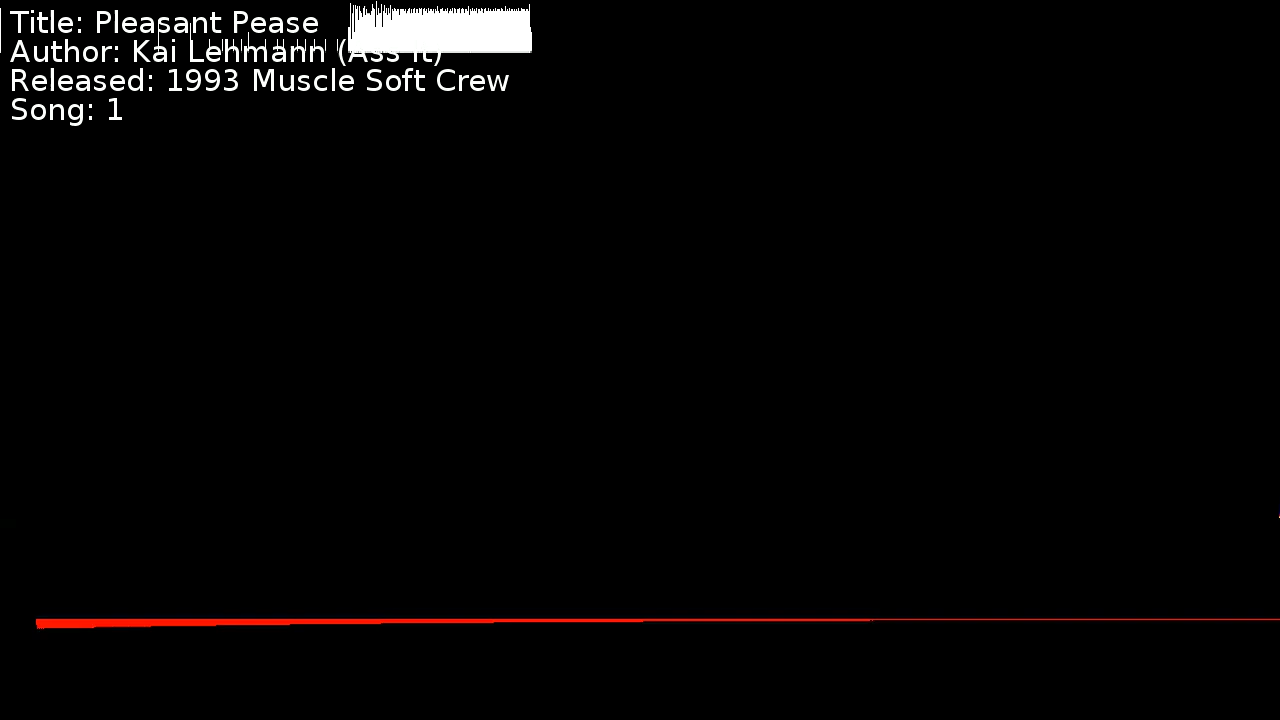 Title: Pleasant Pease
Author: Kai Lehmann (Ass It)
Released: 1993 Muscle Soft Crew
Song: 1